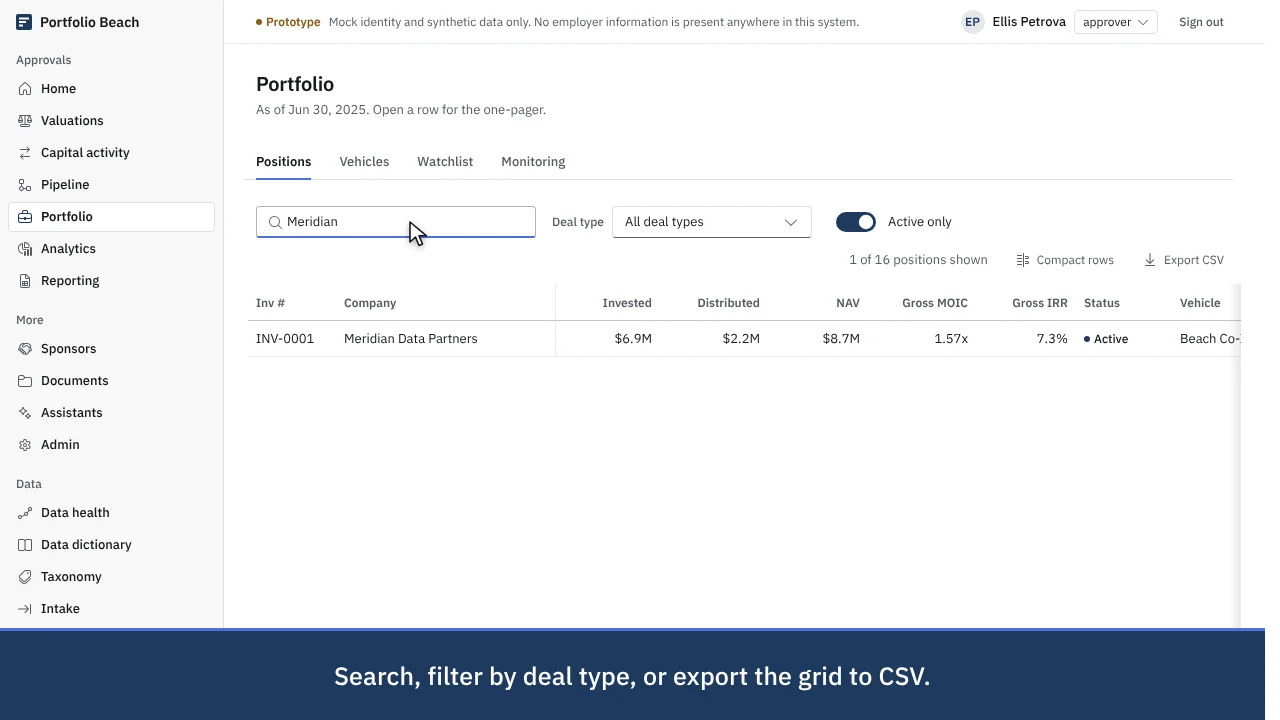 Portfolio Beach
Prototype Mock identity and synthetic data only. No employer information is present anywhere in this system.
EP Ellis Petrova approver Sign out
Approvals
Home
Valuations
Capital activity
Pipeline
Portfolio
Analytics
Reporting
More
Sponsors
Documents
Assistants
Admin
Data
Data health
Data dictionary
Taxonomy
Intake
Portfolio
As of Jun 30, 2025. Open a row for the one-pager.
Positions Vehicles Watchlist Monitoring
Meridian Deal type All deal types Active only
1 of 16 positions shown Compact rows Export CSV
Inv # Company Invested Distributed NAV Gross MOIC Gross IRR Status Vehicle
INV-0001 Meridian Data Partners $6.9M $2.2M $8.7M 1.57x 7.3% Active Beach Co-
Search, filter by deal type, or export the grid to CSV.